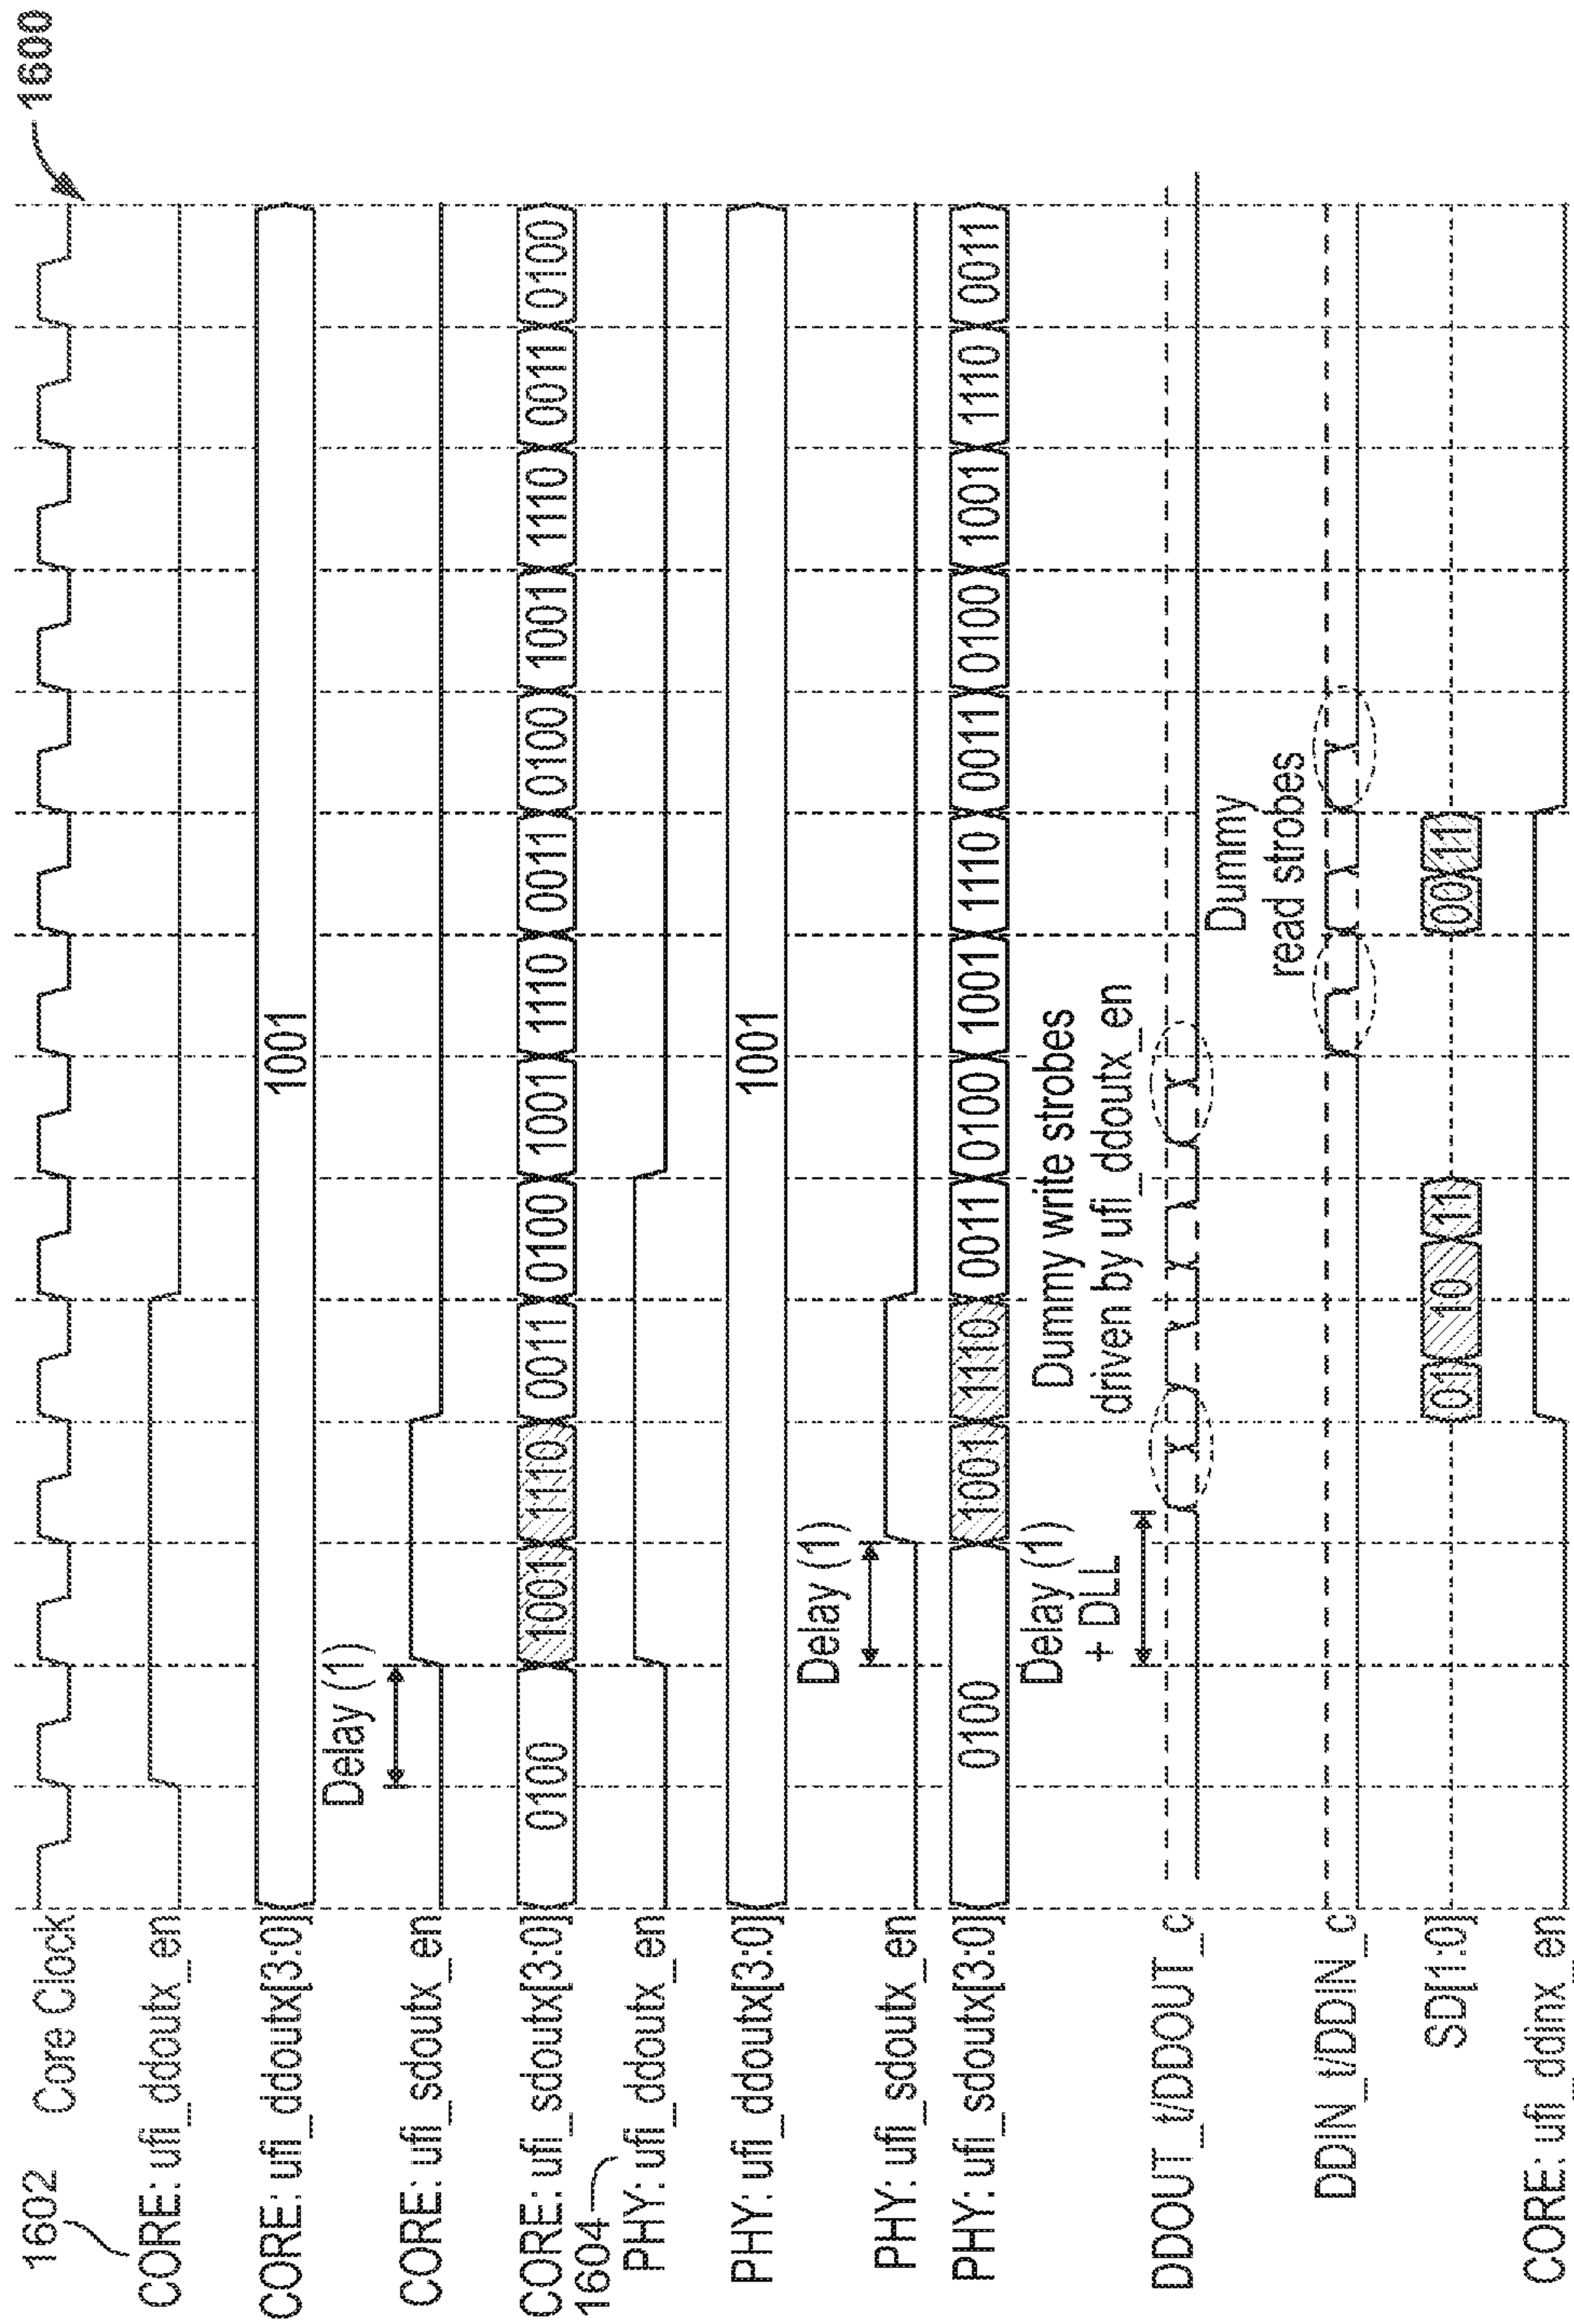 1600
Core Clock
1602
CORE: ufi_ddoutx_en
CORE: ufi_ddoutx[3:0]
1001
Delay (1)
CORE: ufi_sdoutx_en
CORE: ufi_sdoutx[3:0]
0100 1001 1110 0011 0100 1001 1110 0011 0100 1001 1110 0011 0100
1604
PHY: ufi_ddoutx_en
PHY: ufi_ddoutx[3:0]
1001
Delay (1)
PHY: ufi_sdoutx_en
PHY: ufi_sdoutx[3:0]
0100 1001 1110 0011 0100 1001 1110 0011 0100 1001 1110 0011
Delay (1)
+ DLL
Dummy write strobes
driven by ufi_ddoutx_en
DDOUT_t/DDOUT_c
Dummy
read strobes
DDIN_t/DDIN_c
SD[1:0]
01 10 11 00 11
CORE: ufi_ddinx_en